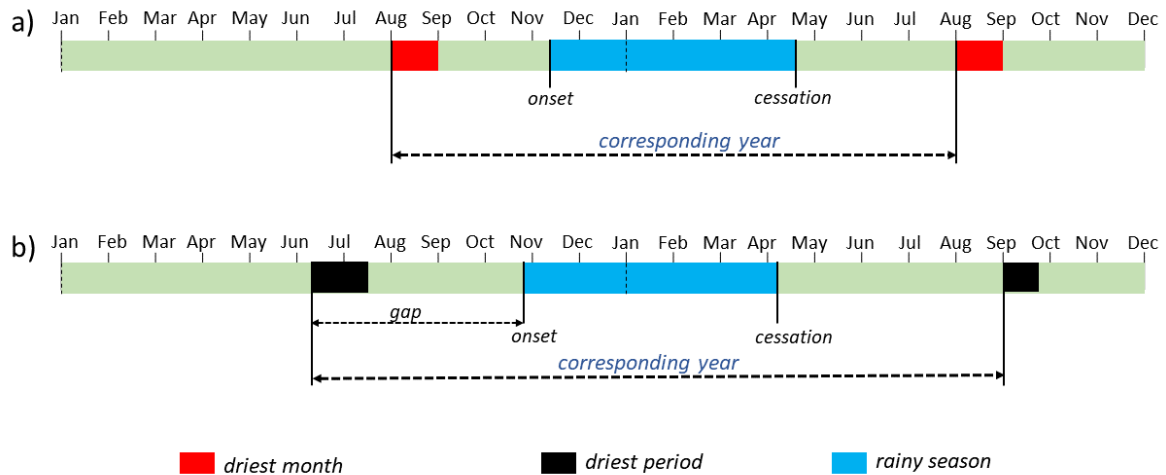 a) Jan Feb Mar Apr May Jun Jul Aug Sep Oct Nov Dec Jan Feb Mar Apr May Jun Jul Aug Sep Oct Nov Dec
onset cessation
corresponding year
b) Jan Feb Mar Apr May Jun Jul Aug Sep Oct Nov Dec Jan Feb Mar Apr May Jun Jul Aug Sep Oct Nov Dec
gap
onset cessation
corresponding year
driest month driest period rainy season